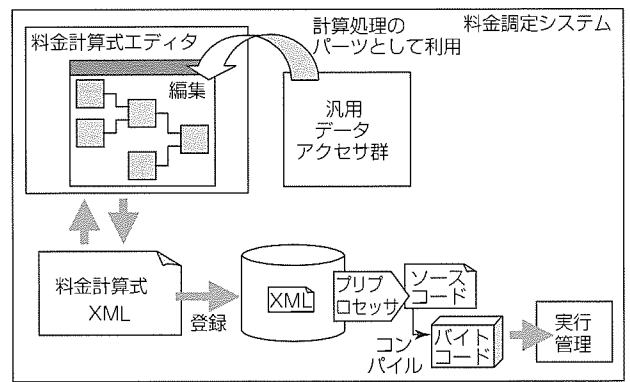 料金調定システム
計算処理の
パーツとして利用
料金計算式エディタ
編集
汎用
データ
アクセサ群
料金計算式
XML
登録
XML
プリプ
ロセッサ
ソース
コード
コン
パイル
バイト
コード
実行
管理